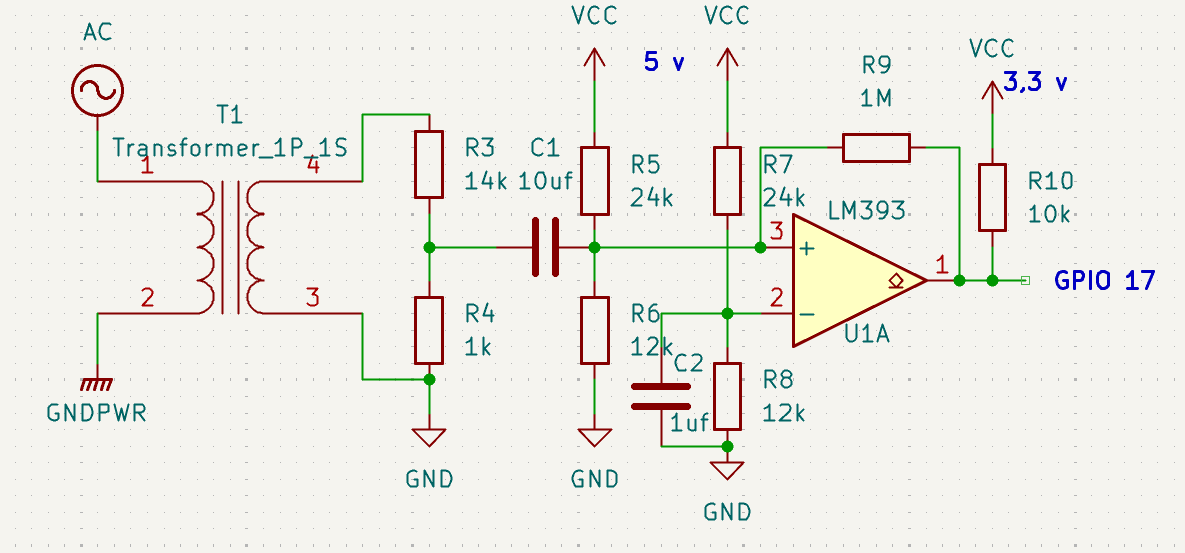 AC
VCC
VCC
5 v
VCC
3,3 v
R9
1M
T1
Transformer_1P_1S
1
4
2
3
R3
14k
C1
10uf
R5
24k
R7
24k
R10
10k
LM393
3
+
2
−
1
U1A
GPIO 17
R4
1k
R6
12k
C2
1uf
R8
12k
GNDPWR
GND
GND
GND